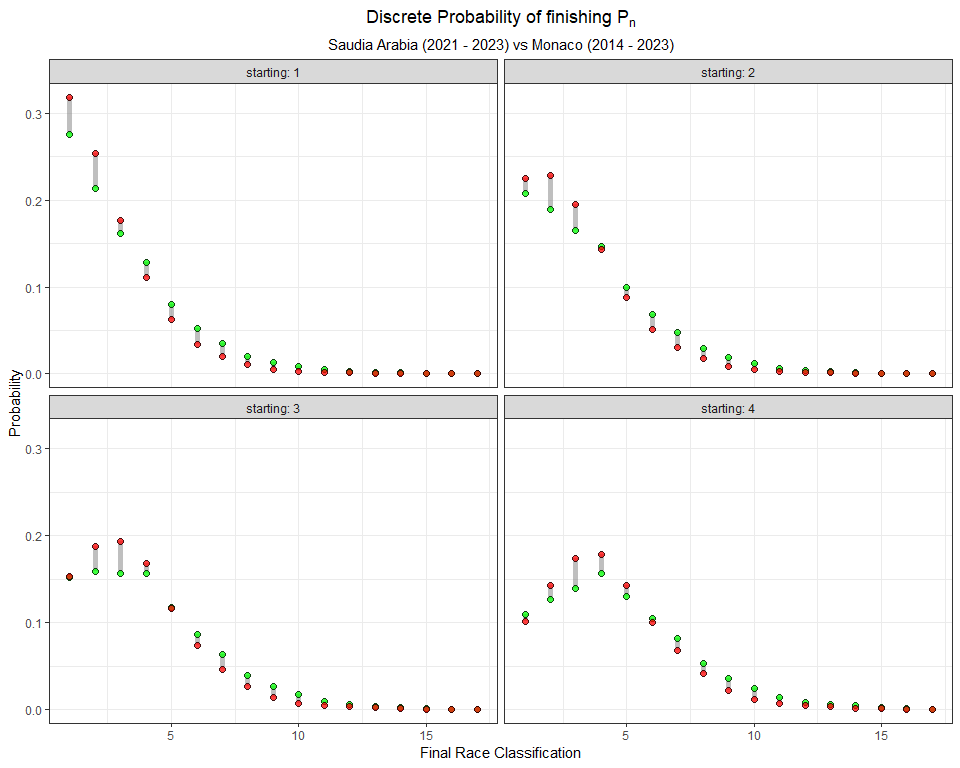 Discrete Probability of finishing Pn
Saudia Arabia (2021 - 2023) vs Monaco (2014 - 2023)
starting: 1
starting: 2
0.3
0.2
0.1
0.0
Probability
starting: 3
starting: 4
0.3
0.2
0.1
0.0
5
10
15
5
10
15
Final Race Classification